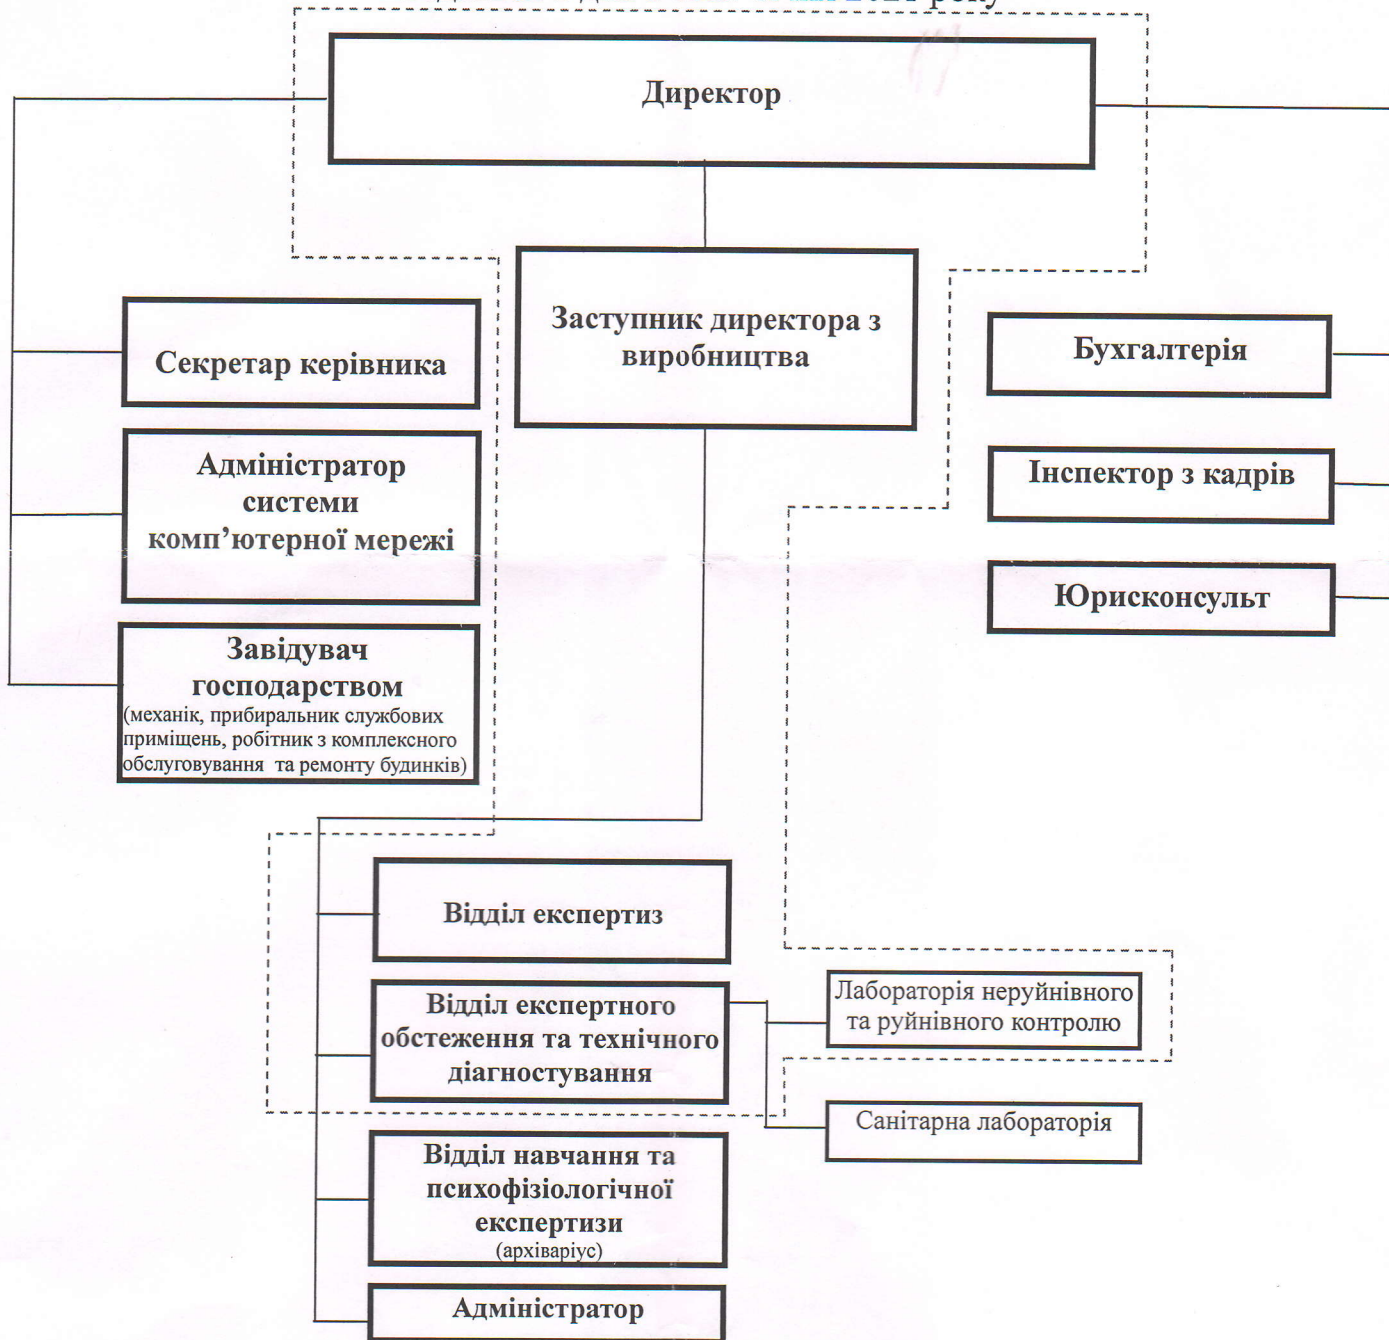 року
Директор
Заступник директора з
виробництва
Секретар керівника
Адміністратор
системи
комп’ютерної мережі
Завідувач
господарством
(механік, прибиральник службових
приміщень, робітник з комплексного
обслуговування та ремонту будинків)
Бухгалтерія
Інспектор з кадрів
Юрисконсульт
Відділ експертиз
Відділ експертного
обстеження та технічного
діагностування
Лабораторія неруйнівного
та руйнівного контролю
Санітарна лабораторія
Відділ навчання та
психофізіологічної
експертизи
(архіваріус)
Адміністратор